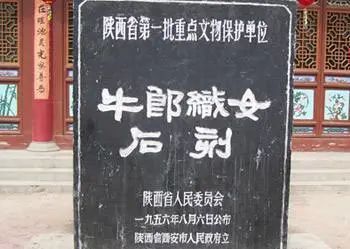 陕西省第一批重点文物保护单位
牛郎織女
石刻
陕西省人民委员会
一九五六年八月六日公布
陕西省西安市人民政府立